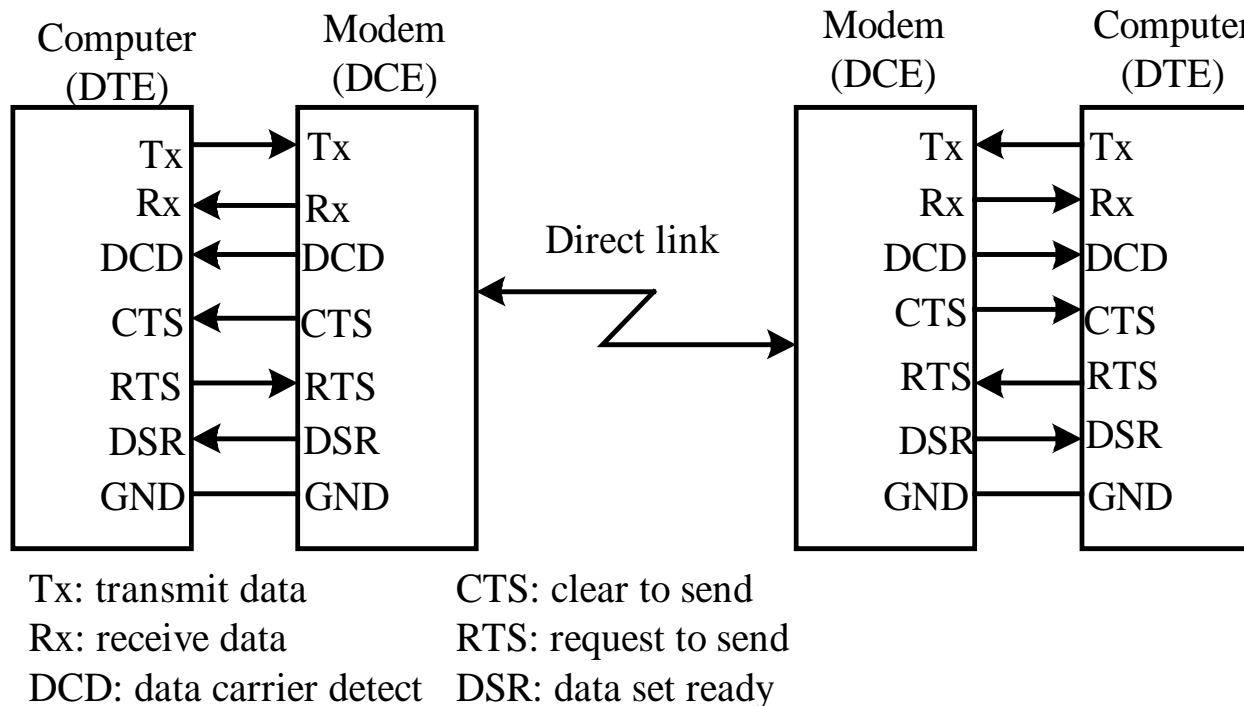 Computer
(DTE)
Modem
(DCE)
Modem
(DCE)
Computer
(DTE)
Tx
Tx
Tx
Tx
Rx
Rx
Rx
Rx
DCD
DCD
DCD
DCD
Direct link
CTS
CTS
CTS
CTS
RTS
RTS
RTS
RTS
DSR
DSR
DSR
DSR
GND
GND
GND
GND
Tx: transmit data
CTS: clear to send
Rx: receive data
RTS: request to send
DCD: data carrier detect
DSR: data set ready